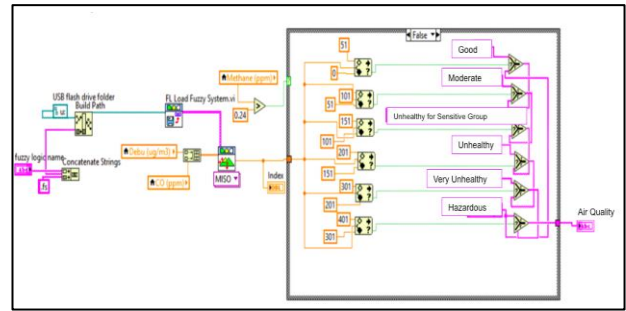 False
51
Good
Methane (ppm)
0
Moderate
USB flash drive folder
FL Load Fuzzy System.vi
101
Build Path
51
0.24
151
Unhealthy for Sensitive Group
101
fuzzy logic name
Debu (ug/m3)
201
Unhealthy
Concatenate Strings
151
MISO
Index
301
Very Unhealthy
.fs
CO (ppm)
201
Hazardous
401
Air Quality
301